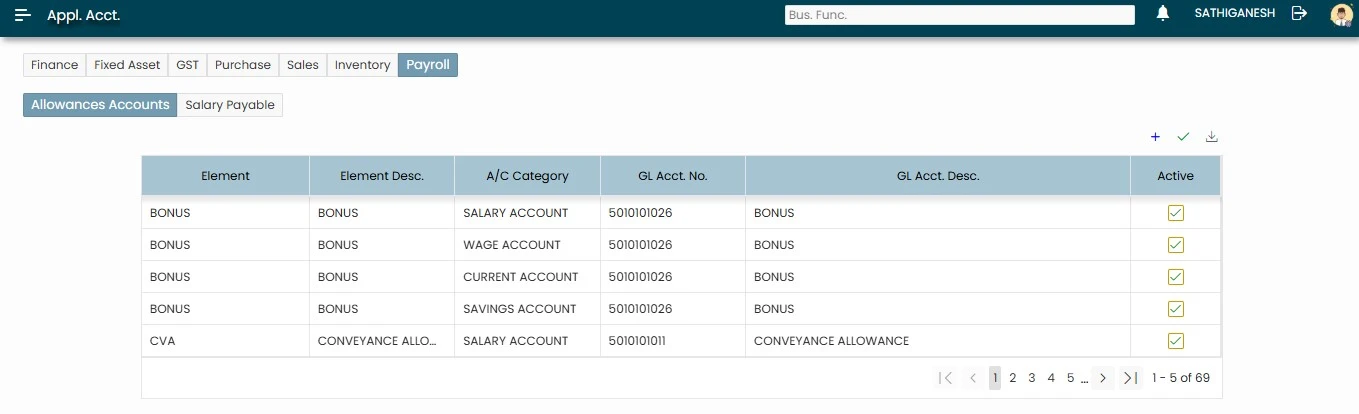 Appl. Acct. Bus. Func. SATHIGANESH
Finance Fixed Asset GST Purchase Sales Inventory Payroll
Allowances Accounts Salary Payable
Element Element Desc. A/C Category GL Acct. No. GL Acct. Desc. Active
BONUS BONUS SALARY ACCOUNT 5010101026 BONUS
BONUS BONUS WAGE ACCOUNT 5010101026 BONUS
BONUS BONUS CURRENT ACCOUNT 5010101026 BONUS
BONUS BONUS SAVINGS ACCOUNT 5010101026 BONUS
CVA CONVEYANCE ALLO... SALARY ACCOUNT 5010101011 CONVEYANCE ALLOWANCE
1 2 3 4 5 ... 1 - 5 of 69